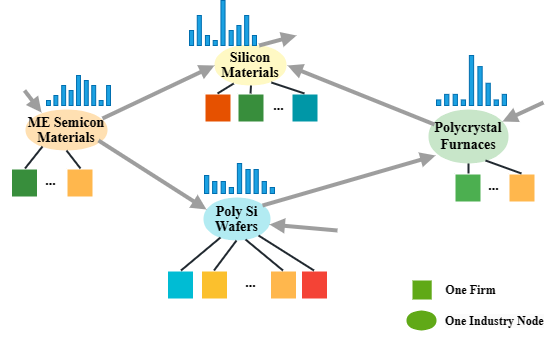 Silicon
Materials
...
ME Semicon
Materials
...
Polycrystal
Furnaces
...
Poly Si
Wafers
...
One Firm
One Industry Node